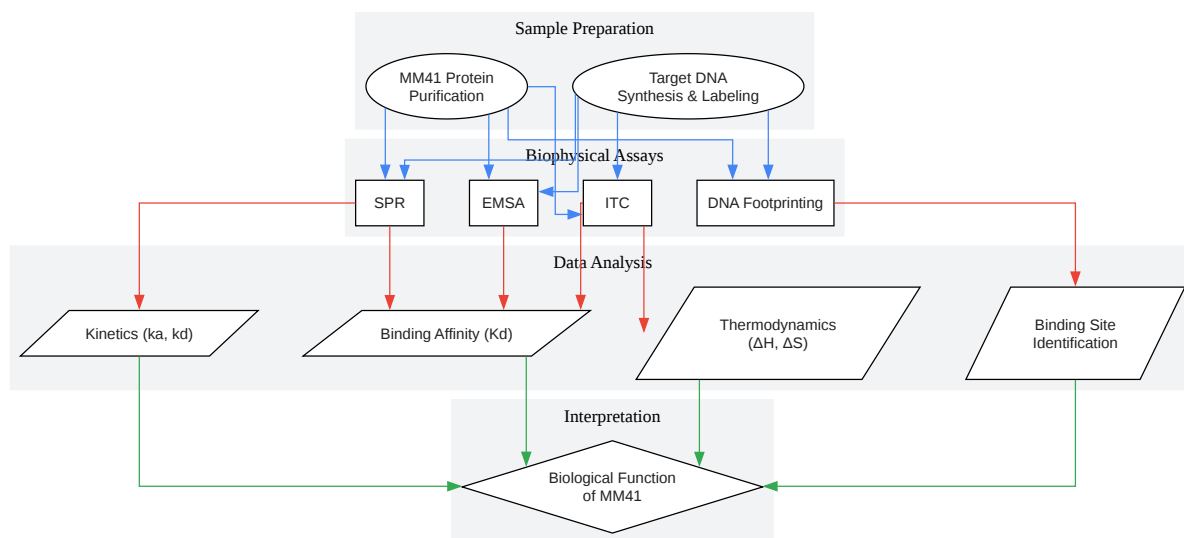 Sample Preparation
MM41 Protein
Purification
Target DNA
Synthesis & Labeling
Biophysical Assays
SPR
EMSA
ITC
DNA Footprinting
Data Analysis
Kinetics (ka, kd)
Binding Affinity (Kd)
Thermodynamics
(ΔH, ΔS)
Binding Site
Identification
Interpretation
Biological Function
of MM41